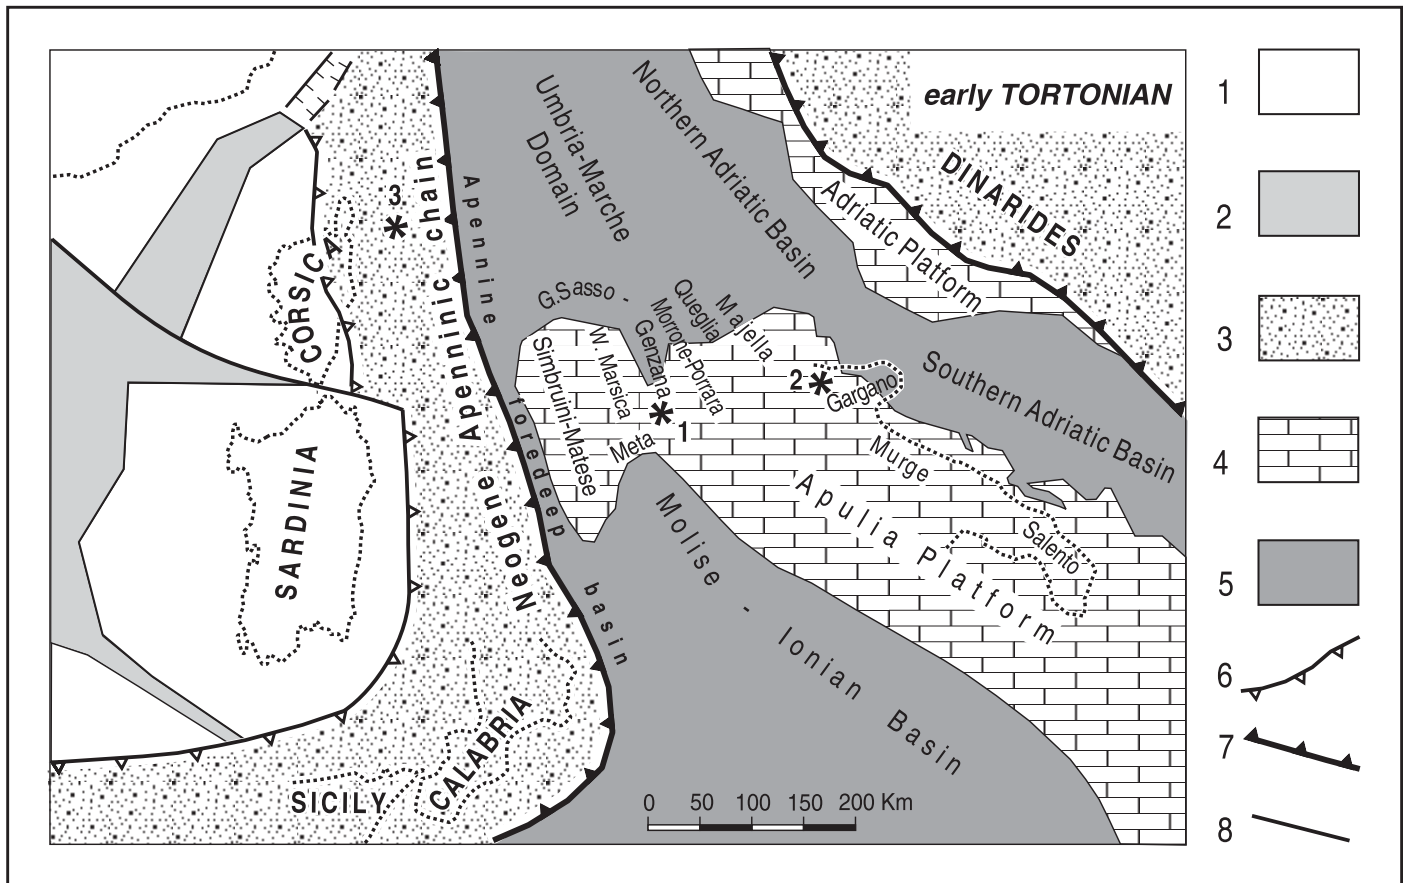 early TORTONIAN
DINARIDES
Umbria-Marche
Domain
Northern Adriatic Basin
Adriatic Platform
Southern Adriatic Basin
3
CORSICA
SARDINIA
Neogene Apenninic chain
Apennine foredeep basin
G.Sasso -
Simbruini-Matese
W. Marsica
Genzana
Morrone-Porrara
Queglia
Majella
Meta
1
2
Gargano
Murge
Salento
Apulia Platform
Molise - Ionian Basin
CALABRIA
SICILY
0 50 100 150 200 Km
1
2
3
4
5
6
7
8